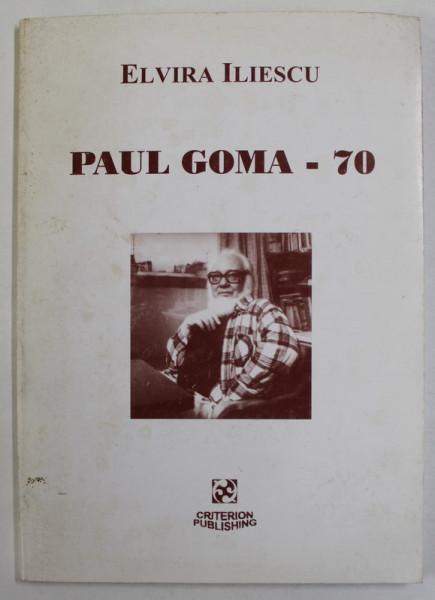 ELVIRA ILIESCU
PAUL GOMA - 70
CRITERION
PUBLISHING